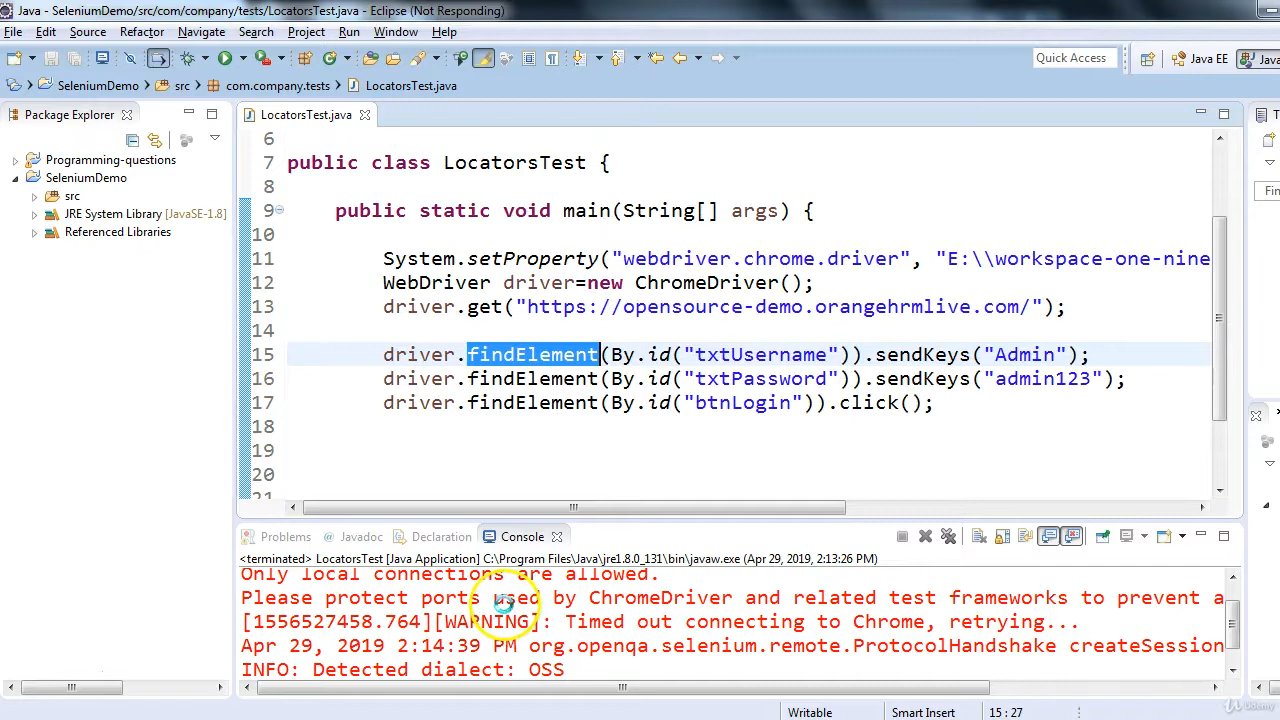 Java - SeleniumDemo/src/com/company/tests/LocatorsTest.java - Eclipse (Not Responding)
File Edit Source Refactor Navigate Search Project Run Window Help
Quick Access Java EE Java
SeleniumDemo src com.company.tests LocatorsTest.java
Package Explorer
Programming-questions
SeleniumDemo
src
JRE System Library [JavaSE-1.8]
Referenced Libraries
LocatorsTest.java
6
7 public class LocatorsTest {
8
9 public static void main(String[] args) {
10
11 System.setProperty("webdriver.chrome.driver", "E:\\workspace-one-nine
12 WebDriver driver=new ChromeDriver();
13 driver.get("https://opensource-demo.orangehrmlive.com/");
14
15 driver.findElement(By.id("txtUsername")).sendKeys("Admin");
16 driver.findElement(By.id("txtPassword")).sendKeys("admin123");
17 driver.findElement(By.id("btnLogin")).click();
18
19
20
21
T
Fin
Problems @ Javadoc Declaration Console
<terminated> LocatorsTest [Java Application] C:\Program Files\Java\jre1.8.0_131\bin\javaw.exe (Apr 29, 2019, 2:13:26 PM)
Only local connections are allowed.
Please protect ports used by ChromeDriver and related test frameworks to prevent a
[1556527458.764][WARNING]: Timed out connecting to Chrome, retrying...
Apr 29, 2019 2:14:39 PM org.openqa.selenium.remote.ProtocolHandshake createSession
INFO: Detected dialect: OSS
Writable Smart Insert 15 : 27
Udemy